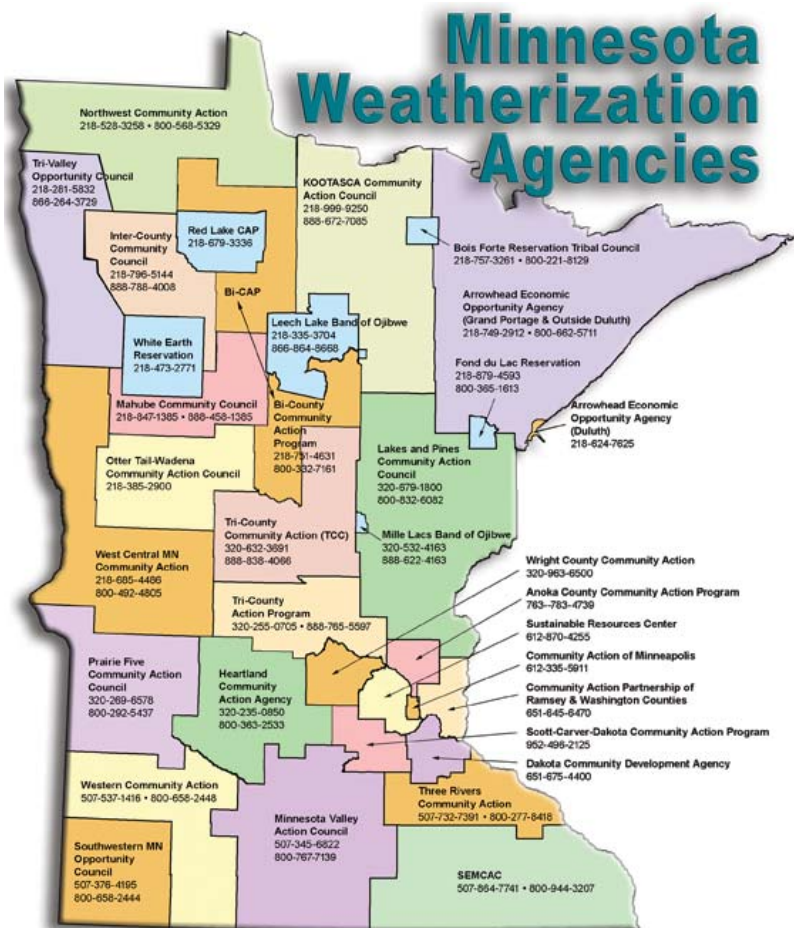 Minnesota
Weatherization
Agencies
Northwest Community Action
218-528-3258 • 800-568-5329
Tri-Valley
Opportunity Council
218-281-5832
866-264-3729
KOOTASCA Community
Action Council
218-999-9250
888-672-7085
Inter-County
Community
Council
218-796-5144
888-788-4008
Red Lake CAP
218-679-3336
Bois Forte Reservation Tribal Council
218-757-3261 • 800-221-8129
Bi-CAP
Arrowhead Economic
Opportunity Agency
(Grand Portage & Outside Duluth)
218-749-2912 • 800-662-5711
Leech Lake Band of Ojibwe
218-335-3704
866-864-8668
White Earth
Reservation
218-473-2771
Fond du Lac Reservation
218-879-4593
800-365-1613
Mahube Community Council
218-847-1385 • 888-458-1385
Bi-County
Community
Action
Program
218-751-4631
800-332-7161
Arrowhead Economic
Opportunity Agency
(Duluth)
218-624-7625
Otter Tail-Wadena
Community Action Council
218-385-2900
Lakes and Pines
Community Action
Council
320-679-1800
800-832-6082
Tri-County
Community Action (TCC)
320-632-3691
888-838-4066
Mille Lacs Band of Ojibwe
320-532-4163
888-622-4163
West Central MN
Community Action
218-685-4486
800-492-4805
Wright County Community Action
320-963-6500
Tri-County
Action Program
320-255-0705 • 888-765-5597
Anoka County Community Action Program
763--783-4739
Sustainable Resources Center
612-870-4255
Prairie Five
Community Action
Council
320-269-6578
800-292-5437
Heartland
Community
Action Agency
320-235-0850
800-363-2533
Community Action of Minneapolis
612-335-5911
Community Action Partnership of
Ramsey & Washington Counties
651-645-6470
Scott-Carver-Dakota Community Action Program
952-496-2125
Dakota Community Development Agency
651-675-4400
Western Community Action
507-537-1416 • 800-658-2448
Three Rivers
Community Action
507-732-7391 • 800-277-8418
Minnesota Valley
Action Council
507-345-6822
800-767-7139
Southwestern MN
Opportunity
Council
507-376-4195
800-658-2444
SEMCAC
507-864-7741 • 800-944-3207